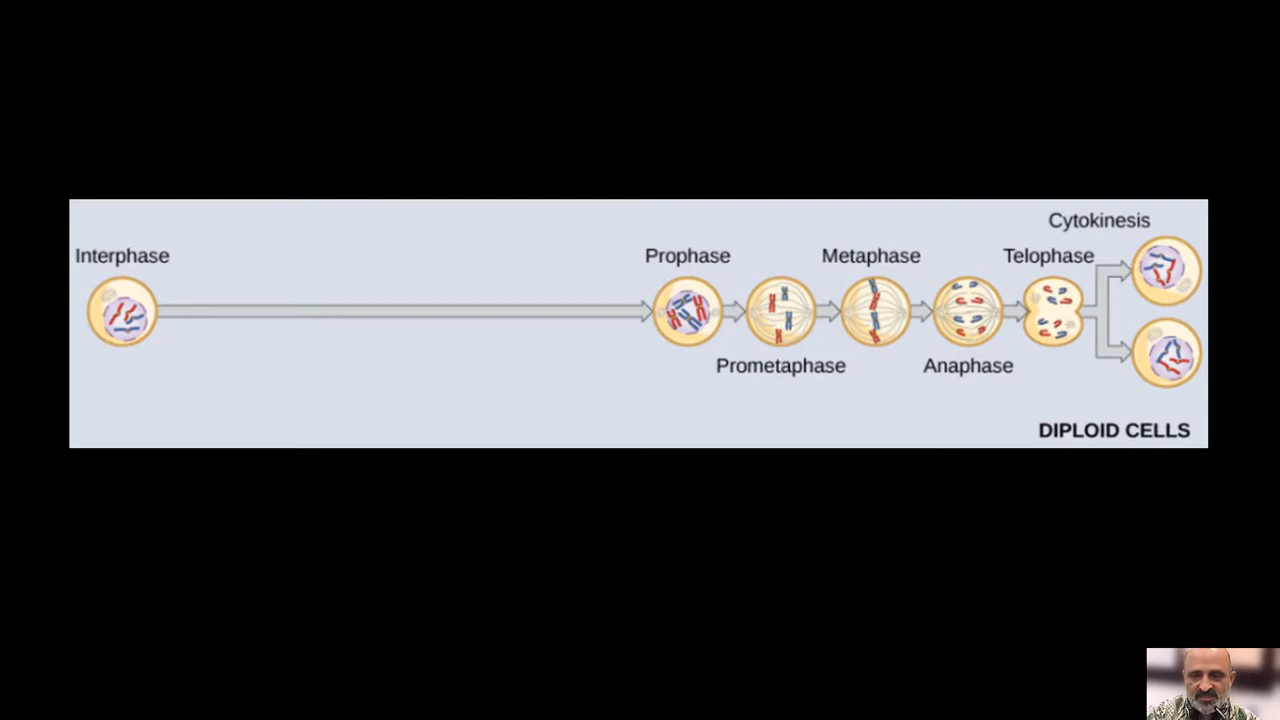 Cytokinesis
Interphase
Prophase
Metaphase
Telophase
Prometaphase
Anaphase
DIPLOID CELLS